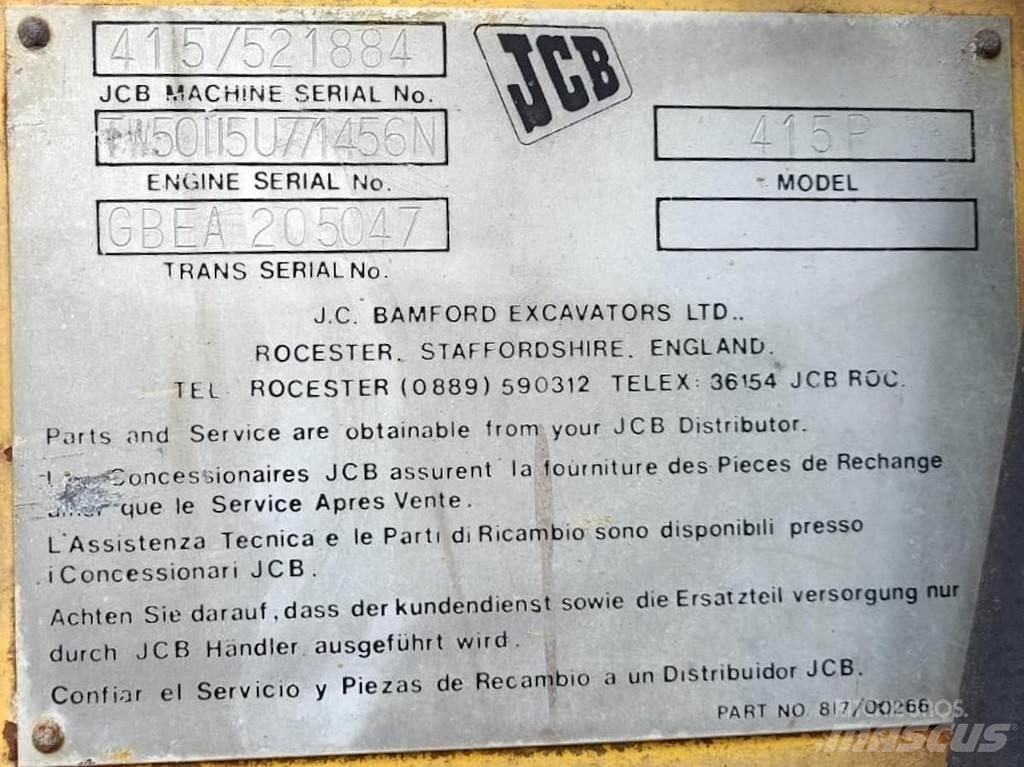 415/521884
JCB MACHINE SERIAL No.
JCB
TW50115U771456N
ENGINE SERIAL No.
415P
MODEL
GBEA 205047
TRANS SERIAL No.
J.C. BAMFORD EXCAVATORS LTD..
ROCESTER. STAFFORDSHIRE. ENGLAND.
TEL. ROCESTER (0889) 590312 TELEX: 36154 JCB ROC.
Parts and Service are obtainable from your JCB Distributor.
Concessionaires JCB assurent la fourniture des Pieces de Rechange
que le Service Apres Vente.
L'Assistenza Tecnica e le Parti di Ricambio sono disponibili presso
i Concessionari JCB.
Achten Sie darauf, dass der kundendienst sowie die Ersatzteil versorgung nur
durch JCB Händler ausgeführt wird.
Confiar el Servicio y Piezas de Recambio a un Distribuidor JCB.
PART NO. 817/00266
mascus